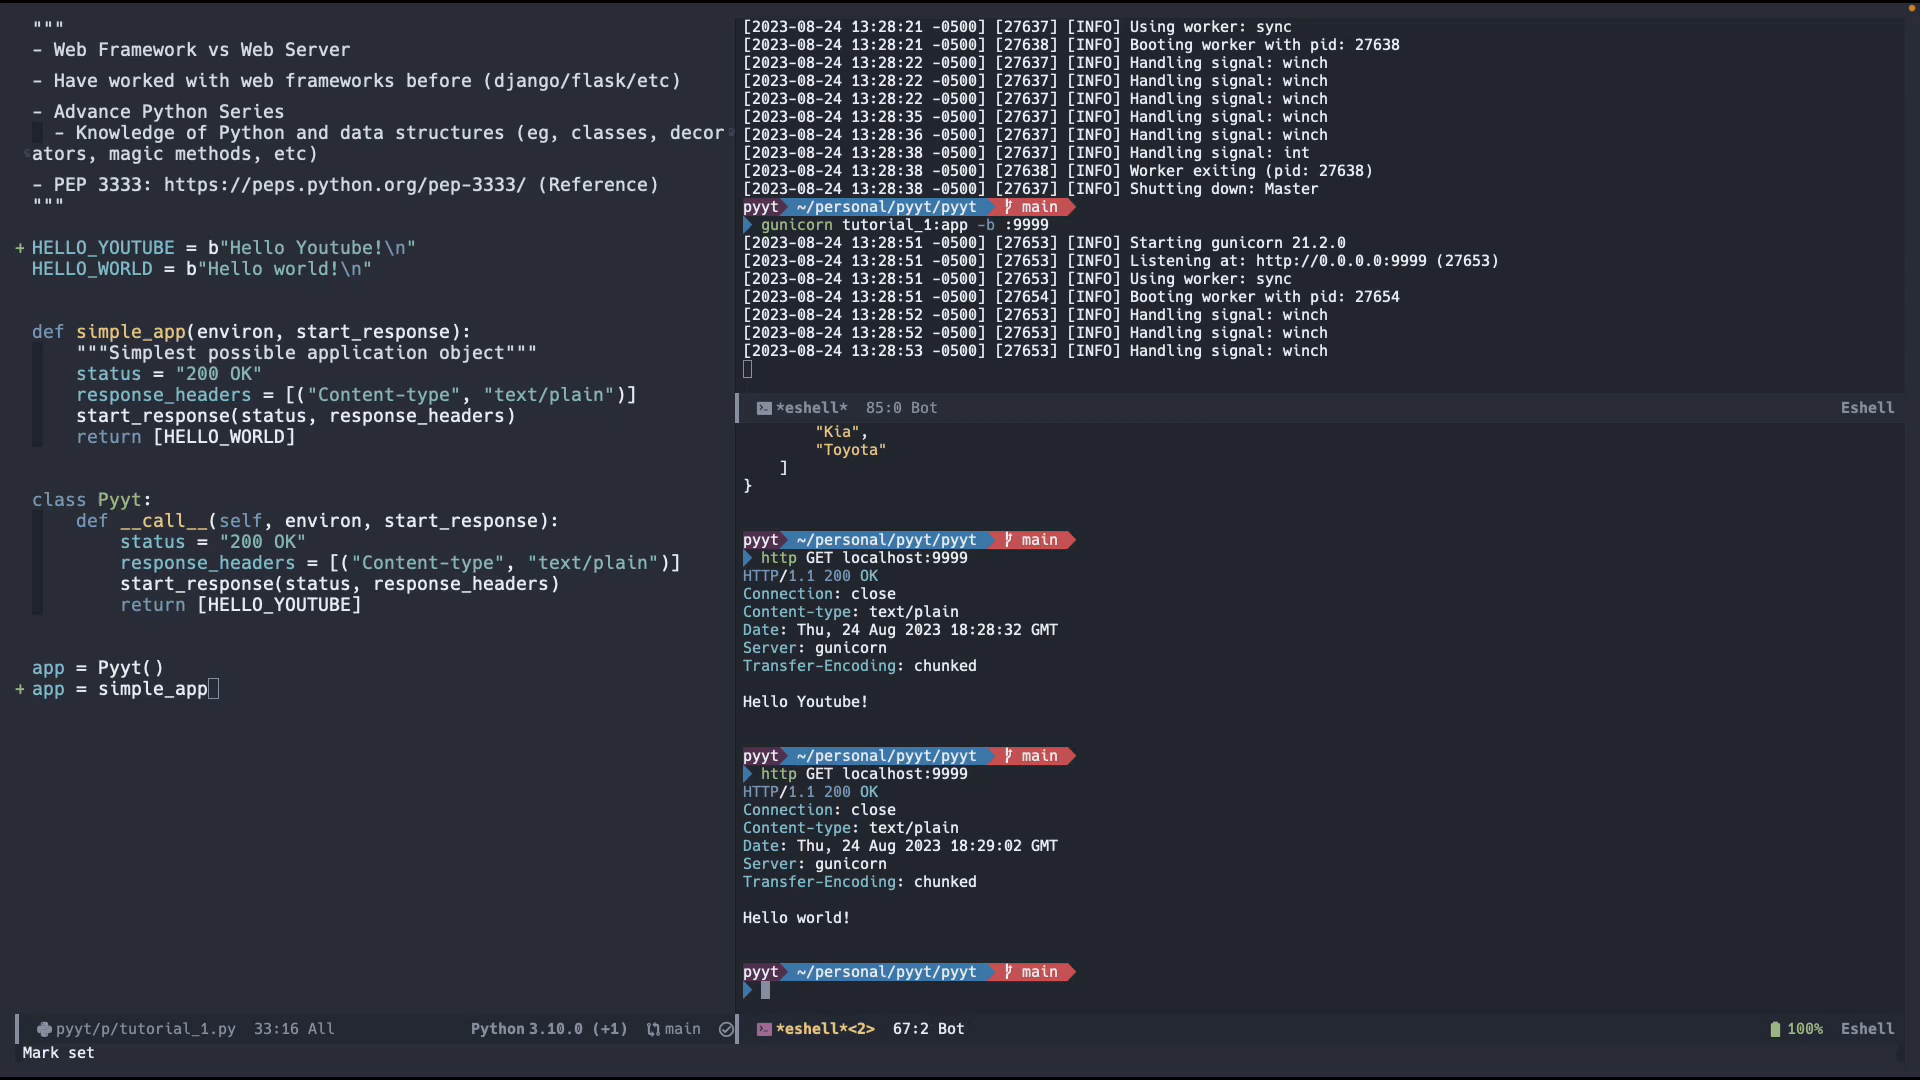 """
- Web Framework vs Web Server
- Have worked with web frameworks before (django/flask/etc)
- Advance Python Series
  - Knowledge of Python and data structures (eg, classes, decor
ators, magic methods, etc)
- PEP 3333: https://peps.python.org/pep-3333/ (Reference)
"""
+ HELLO_YOUTUBE = b"Hello Youtube!\n"
HELLO_WORLD = b"Hello world!\n"
def simple_app(environ, start_response):
    """Simplest possible application object"""
    status = "200 OK"
    response_headers = [("Content-type", "text/plain")]
    start_response(status, response_headers)
    return [HELLO_WORLD]
class Pyyt:
    def __call__(self, environ, start_response):
        status = "200 OK"
        response_headers = [("Content-type", "text/plain")]
        start_response(status, response_headers)
        return [HELLO_YOUTUBE]
app = Pyyt()
+ app = simple_app
pyyt/p/tutorial_1.py 33:16 All Python 3.10.0 (+1) main
Mark set
[2023-08-24 13:28:21 -0500] [27637] [INFO] Using worker: sync
[2023-08-24 13:28:21 -0500] [27638] [INFO] Booting worker with pid: 27638
[2023-08-24 13:28:22 -0500] [27637] [INFO] Handling signal: winch
[2023-08-24 13:28:22 -0500] [27637] [INFO] Handling signal: winch
[2023-08-24 13:28:22 -0500] [27637] [INFO] Handling signal: winch
[2023-08-24 13:28:35 -0500] [27637] [INFO] Handling signal: winch
[2023-08-24 13:28:36 -0500] [27637] [INFO] Handling signal: winch
[2023-08-24 13:28:38 -0500] [27637] [INFO] Handling signal: int
[2023-08-24 13:28:38 -0500] [27638] [INFO] Worker exiting (pid: 27638)
[2023-08-24 13:28:38 -0500] [27637] [INFO] Shutting down: Master
pyyt ~/personal/pyyt/pyyt main
gunicorn tutorial_1:app -b :9999
[2023-08-24 13:28:51 -0500] [27653] [INFO] Starting gunicorn 21.2.0
[2023-08-24 13:28:51 -0500] [27653] [INFO] Listening at: http://0.0.0.0:9999 (27653)
[2023-08-24 13:28:51 -0500] [27653] [INFO] Using worker: sync
[2023-08-24 13:28:51 -0500] [27654] [INFO] Booting worker with pid: 27654
[2023-08-24 13:28:52 -0500] [27653] [INFO] Handling signal: winch
[2023-08-24 13:28:52 -0500] [27653] [INFO] Handling signal: winch
[2023-08-24 13:28:53 -0500] [27653] [INFO] Handling signal: winch
*eshell* 85:0 Bot Eshell
        "Kia",
        "Toyota"
    ]
}
pyyt ~/personal/pyyt/pyyt main
http GET localhost:9999
HTTP/1.1 200 OK
Connection: close
Content-type: text/plain
Date: Thu, 24 Aug 2023 18:28:32 GMT
Server: gunicorn
Transfer-Encoding: chunked
Hello Youtube!
pyyt ~/personal/pyyt/pyyt main
http GET localhost:9999
HTTP/1.1 200 OK
Connection: close
Content-type: text/plain
Date: Thu, 24 Aug 2023 18:29:02 GMT
Server: gunicorn
Transfer-Encoding: chunked
Hello world!
pyyt ~/personal/pyyt/pyyt main
*eshell*<2> 67:2 Bot 100% Eshell